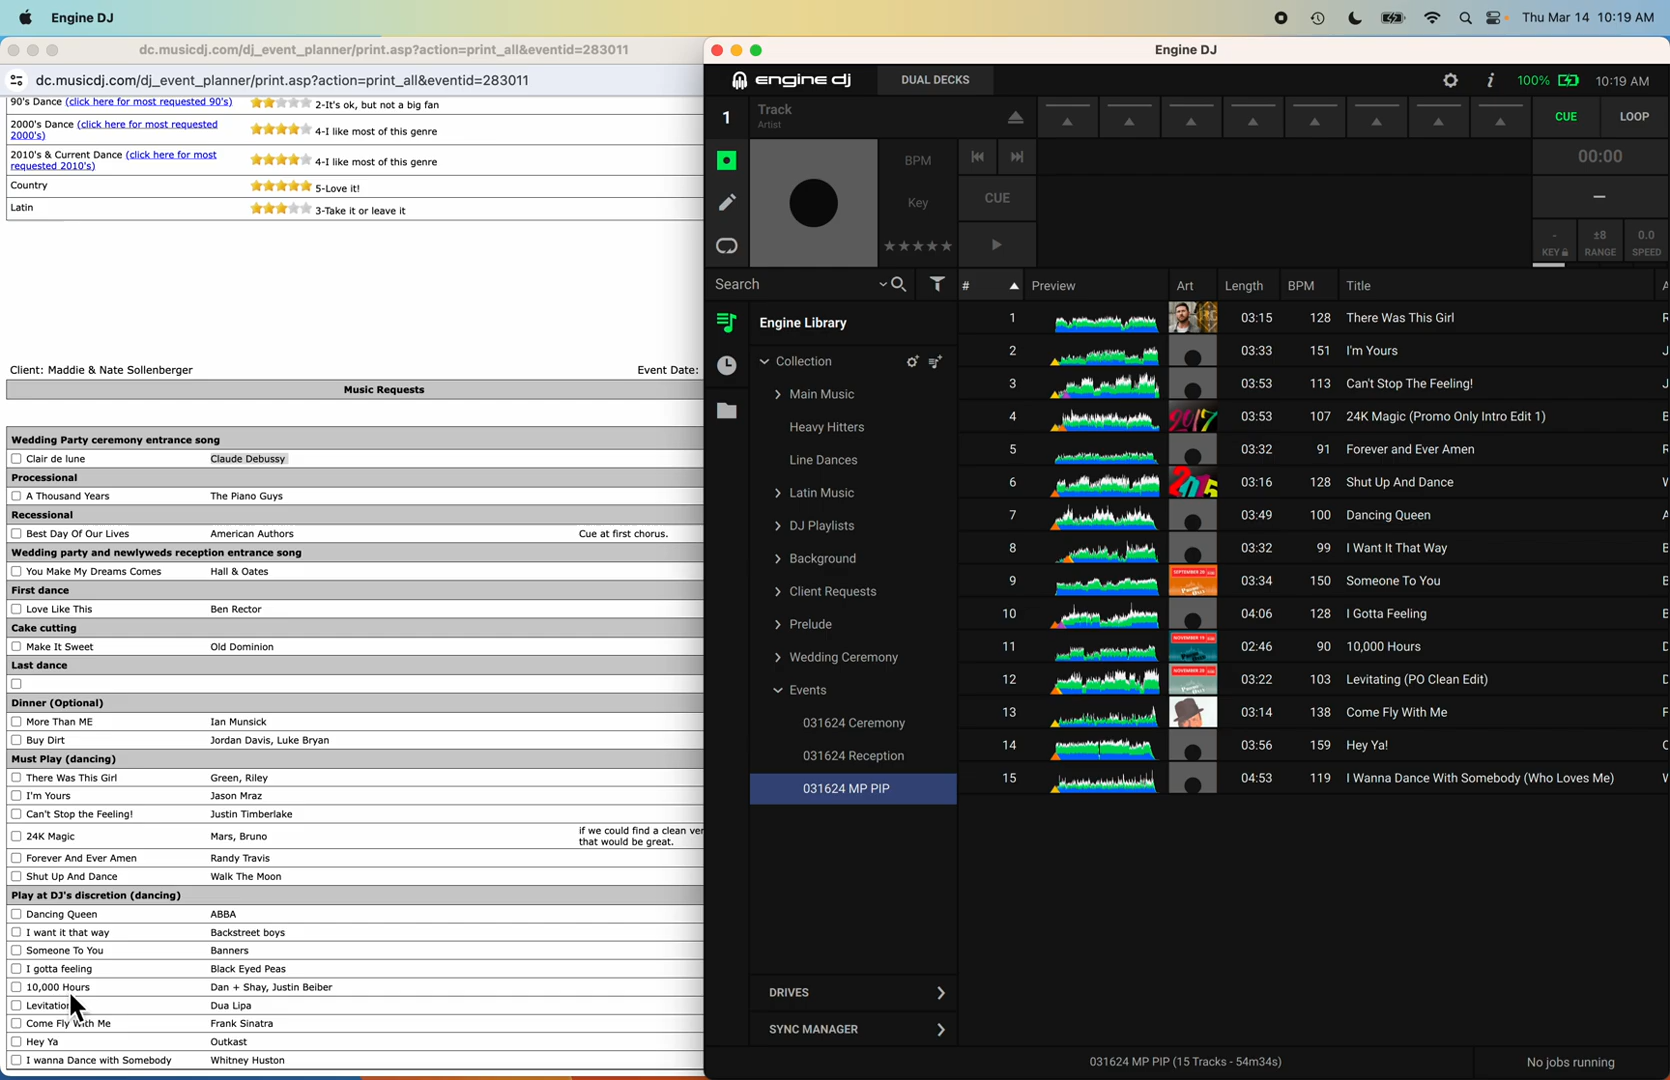 Engine DJ
Thu Mar 14 10:19 AM
dc.musicdj.com/dj_event_planner/print.asp?action=print_all&eventid=283011
dc.musicdj.com/dj_event_planner/print.asp?action=print_all&eventid=283011
90's Dance (click here for most requested 90's) 2-It's ok, but not a big fan
2000's Dance (click here for most requested
2000's) 4-I like most of this genre
2010's & Current Dance (click here for most
requested 2010's) 4-I like most of this genre
Country 5-Love it!
Latin 3-Take it or leave it
Client: Maddie & Nate Sollenberger Event Date:
Music Requests
Wedding Party ceremony entrance song
Clair de lune Claude Debussy
Processional
A Thousand Years The Piano Guys
Recessional
Best Day Of Our Lives American Authors Cue at first chorus.
Wedding party and newlyweds reception entrance song
You Make My Dreams Comes Hall & Oates
First dance
Love Like This Ben Rector
Cake cutting
Make It Sweet Old Dominion
Last dance
Dinner (Optional)
More Than ME Ian Munsick
Buy Dirt Jordan Davis, Luke Bryan
Must Play (dancing)
There Was This Girl Green, Riley
I'm Yours Jason Mraz
Can't Stop the Feeling! Justin Timberlake
24K Magic Mars, Bruno if we could find a clean ver
that would be great.
Forever And Ever Amen Randy Travis
Shut Up And Dance Walk The Moon
Play at DJ's discretion (dancing)
Dancing Queen ABBA
I want it that way Backstreet boys
Someone To You Banners
I gotta feeling Black Eyed Peas
10,000 Hours Dan + Shay, Justin Beiber
Levitation Dua Lipa
Come Fly With Me Frank Sinatra
Hey Ya Outkast
I wanna Dance with Somebody Whitney Huston
Engine DJ
engine dj DUAL DECKS 100% 10:19 AM
1 Track
Artist
CUE LOOP
BPM
Key
CUE
00:00
–
- ±8 0.0
KEY RANGE SPEED
Search
# Preview Art Length BPM Title A
Engine Library
Collection
Main Music
Heavy Hitters
Line Dances
Latin Music
DJ Playlists
Background
Client Requests
Prelude
Wedding Ceremony
Events
031624 Ceremony
031624 Reception
031624 MP PIP
DRIVES
SYNC MANAGER
1 03:15 128 There Was This Girl R
2 03:33 151 I'm Yours J
3 03:53 113 Can't Stop The Feeling! J
4 2017 03:53 107 24K Magic (Promo Only Intro Edit 1) B
5 03:32 91 Forever and Ever Amen R
6 2015 03:16 128 Shut Up And Dance W
7 03:49 100 Dancing Queen A
8 03:32 99 I Want It That Way B
9 03:34 150 Someone To You B
10 04:06 128 I Gotta Feeling B
11 02:46 90 10,000 Hours D
12 03:22 103 Levitating (PO Clean Edit) D
13 03:14 138 Come Fly With Me F
14 03:56 159 Hey Ya! O
15 04:53 119 I Wanna Dance With Somebody (Who Loves Me) W
031624 MP PIP (15 Tracks - 54m34s) No jobs running